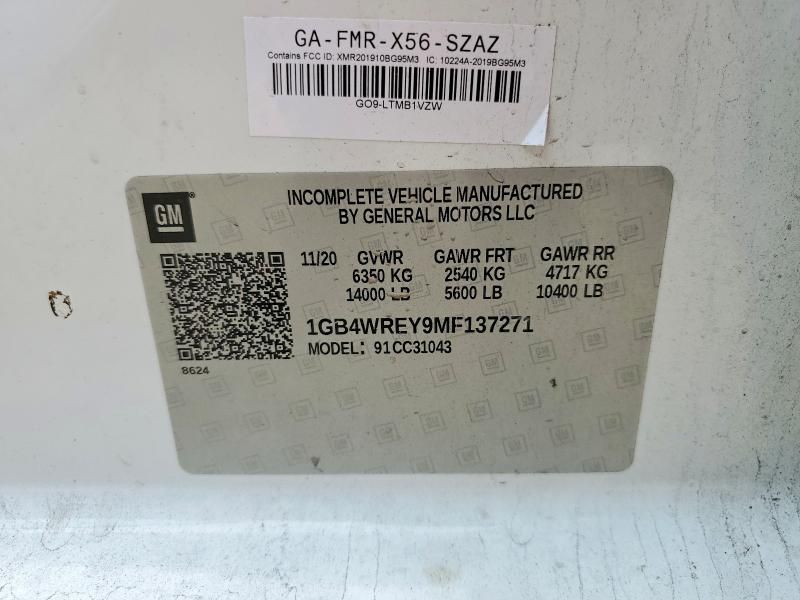 GA-FMR-X56-SZAZ
Contains FCC ID: XMR201910BG95M3 IC: 10224A-2019BG95M3
GO9-LTMB1VZW
GM
INCOMPLETE VEHICLE MANUFACTURED
BY GENERAL MOTORS LLC
11/20 GVWR GAWR FRT GAWR RR
6350 KG 2540 KG 4717 KG
14000 LB 5600 LB 10400 LB
1GB4WREY9MF137271
MODEL: 91CC31043
8624